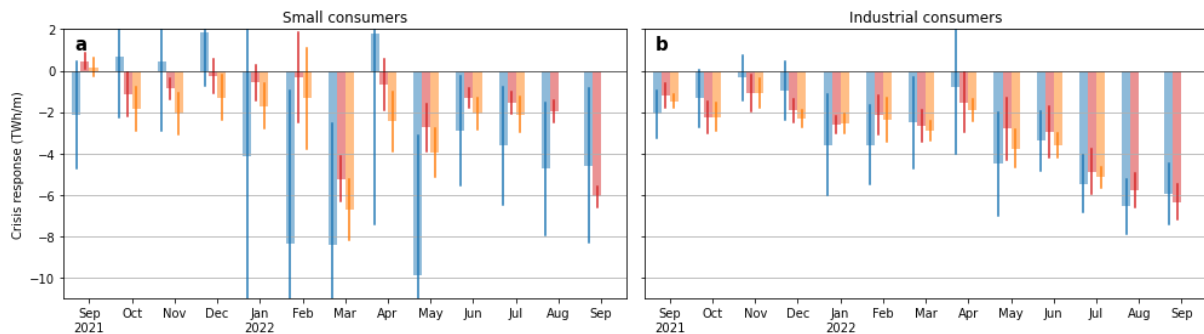 Small consumers
Industrial consumers
a
b
Crisis response (TWh/m)
2
0
−2
−4
−6
−8
−10
Sep Oct Nov Dec Jan Feb Mar Apr May Jun Jul Aug Sep
2021 2022
Sep Oct Nov Dec Jan Feb Mar Apr May Jun Jul Aug Sep
2021 2022